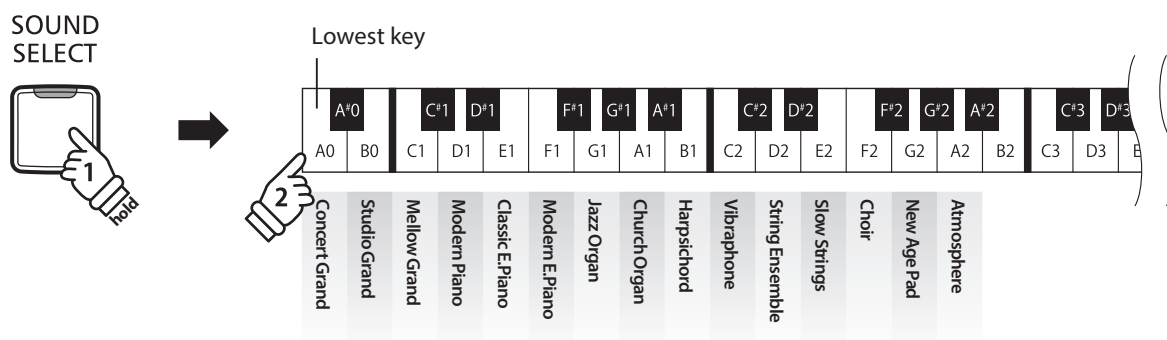 SOUND
SELECT
1
hold
Lowest key
A#0 C#1 D#1 F#1 G#1 A#1 C#2 D#2 F#2 G#2 A#2 C#3 D#3
A0 B0 C1 D1 E1 F1 G1 A1 B1 C2 D2 E2 F2 G2 A2 B2 C3 D3 E
2
Concert Grand
Studio Grand
Mellow Grand
Modern Piano
Classic E.Piano
Modern E.Piano
Jazz Organ
Church Organ
Harpsichord
Vibraphone
String Ensemble
Slow Strings
Choir
New Age Pad
Atmosphere